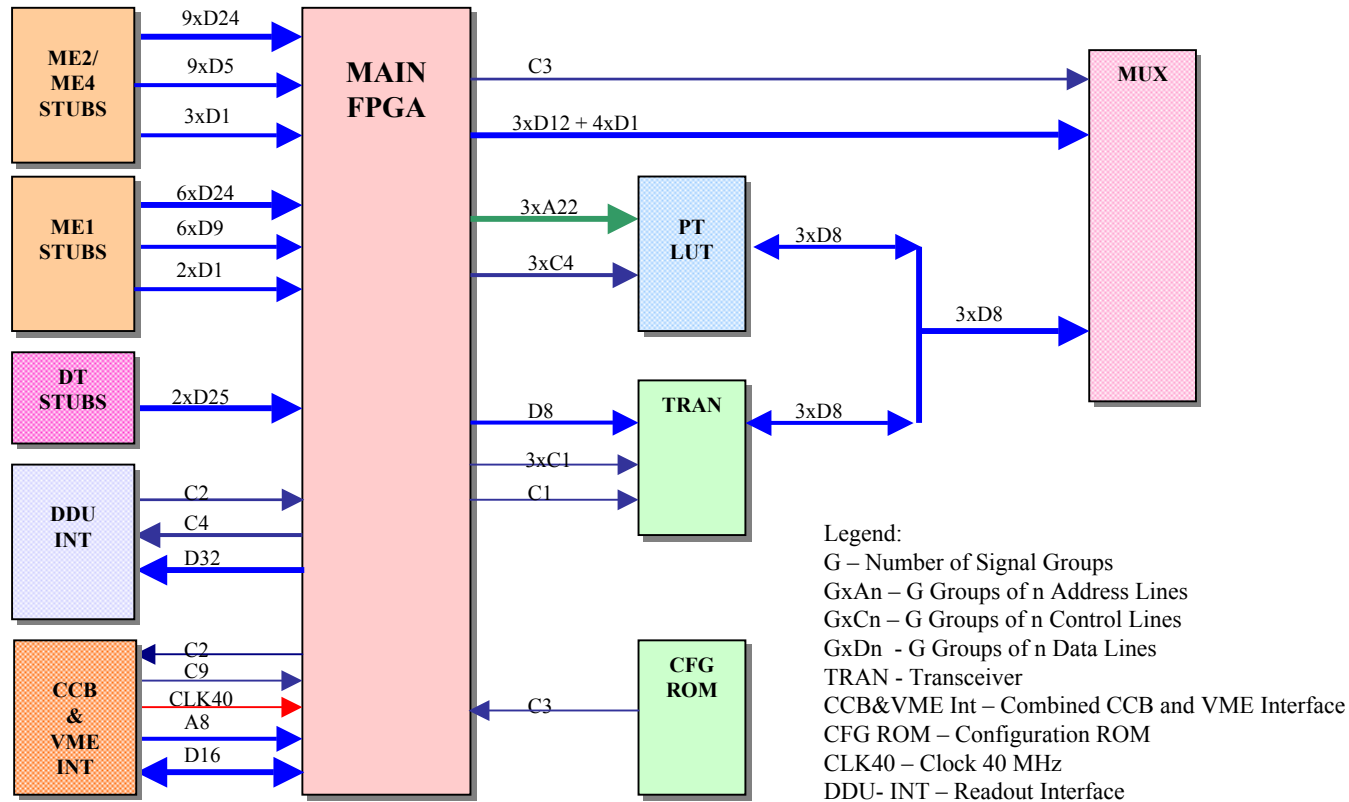 ME2/
ME4
STUBS
9xD24
9xD5
3xD1
ME1
STUBS
6xD24
6xD9
2xD1
DT
STUBS
2xD25
DDU
INT
C2
C4
D32
CCB
&
VME
INT
C2
C9
CLK40
A8
D16
MAIN
FPGA
C3
3xD12 + 4xD1
3xA22
3xC4
PT
LUT
3xD8
3xD8
D8
3xC1
C1
TRAN
3xD8
MUX
C3
CFG
ROM
Legend:
G – Number of Signal Groups
GxAn – G Groups of n Address Lines
GxCn – G Groups of n Control Lines
GxDn - G Groups of n Data Lines
TRAN - Transceiver
CCB&VME Int – Combined CCB and VME Interface
CFG ROM – Configuration ROM
CLK40 – Clock 40 MHz
DDU- INT – Readout Interface